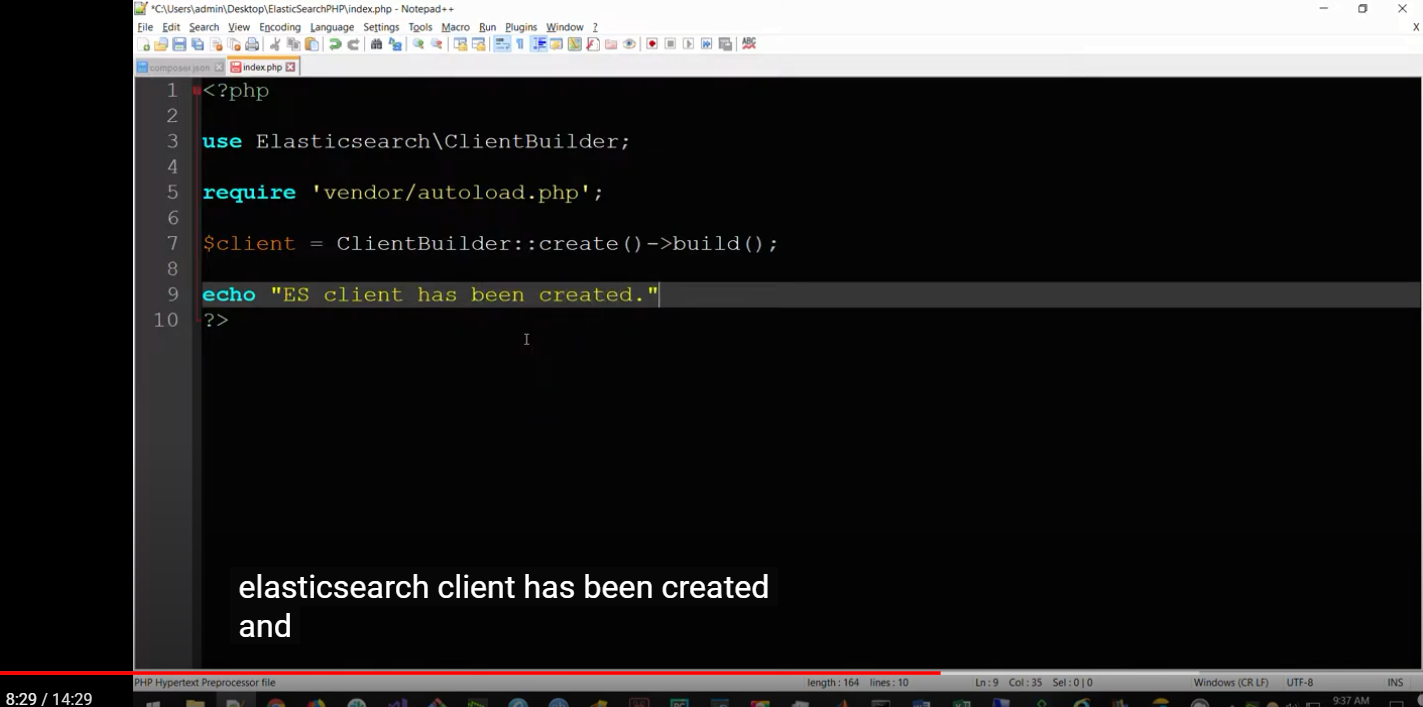 *C:\Users\admin\Desktop\ElasticSearchPHP\index.php - Notepad++
File Edit Search View Encoding Language Settings Tools Macro Run Plugins Window ?
X
ABC
composer.json index.php
1 <?php
2
3 use Elasticsearch\ClientBuilder;
4
5 require 'vendor/autoload.php';
6
7 $client = ClientBuilder::create()->build();
8
9 echo "ES client has been created."
10 ?>
elasticsearch client has been created
and
PHP Hypertext Preprocessor file length : 164 lines : 10 Ln : 9 Col : 35 Sel : 0 | 0 Windows (CR LF) UTF-8 INS
8:29 / 14:29
9:37 AM